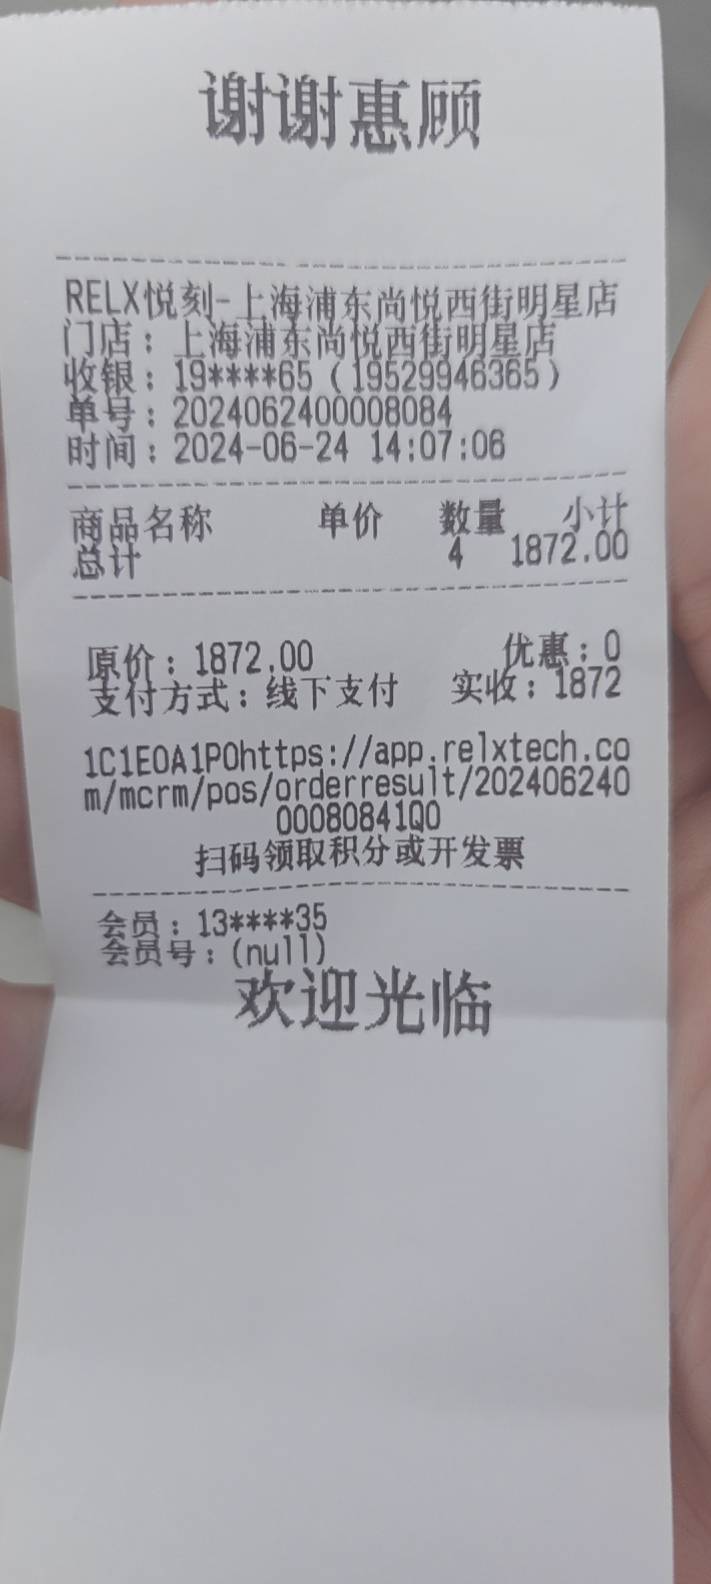 谢谢惠顾
RELX悦刻-上海浦东尚悦西街明星店
门店：上海浦东尚悦西街明星店
收银：19****65（19529946365）
单号：2024062400008084
时间：2024-06-24 14:07:06
商品名称 单价 数量 小计
总计 4 1872.00
原价：1872.00 优惠：0
支付方式：线下支付 实收：1872
1C1E0A1P0https://app.relxtech.co
m/mcrm/pos/orderresult/202406240
00080841Q0
扫码领取积分或开发票
会员：13****35
会员号：(null)
欢迎光临